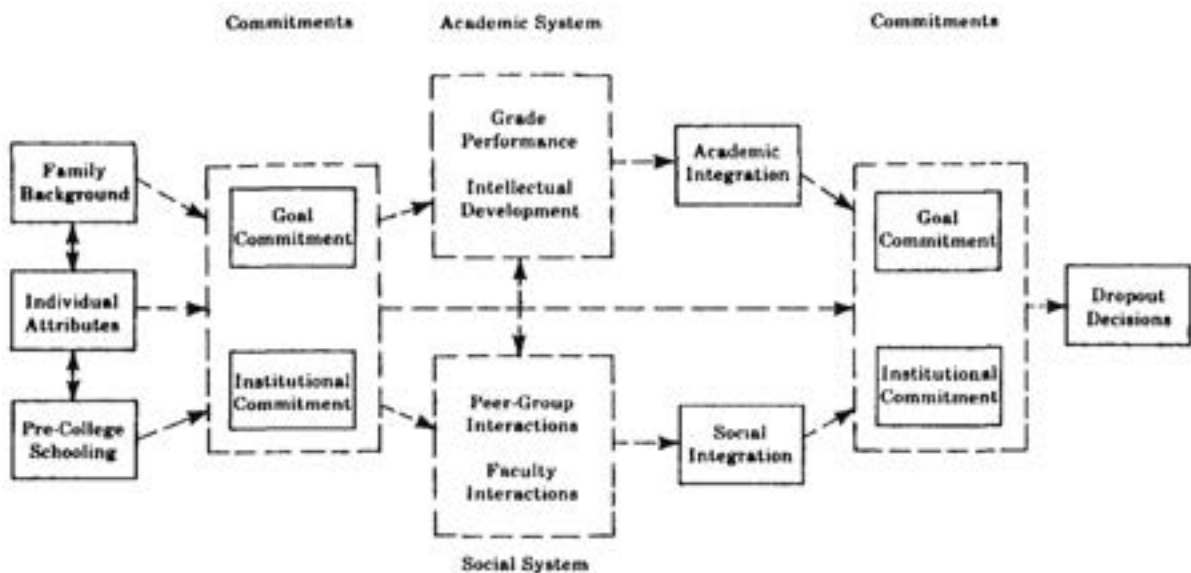 Commitments
Academic System
Commitments
Family
Background
Individual
Attributes
Pre-College
Schooling
Goal
Commitment
Institutional
Commitment
Grade
Performance
Intellectual
Development
Peer-Group
Interactions
Faculty
Interactions
Social System
Academic
Integration
Social
Integration
Goal
Commitment
Institutional
Commitment
Dropout
Decisions